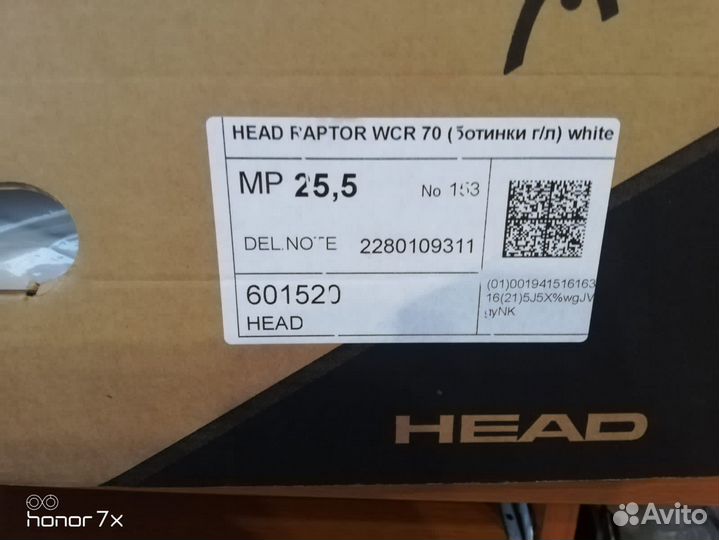 HEAD RAPTOR WCR 70 (ботинки г/л) white
MP 25,5
No 153
DEL.NOTE 2280109311
601520
HEAD
(01)001941516163
16(21)5J5X%wgJV
HEAD
honor 7x
Avito